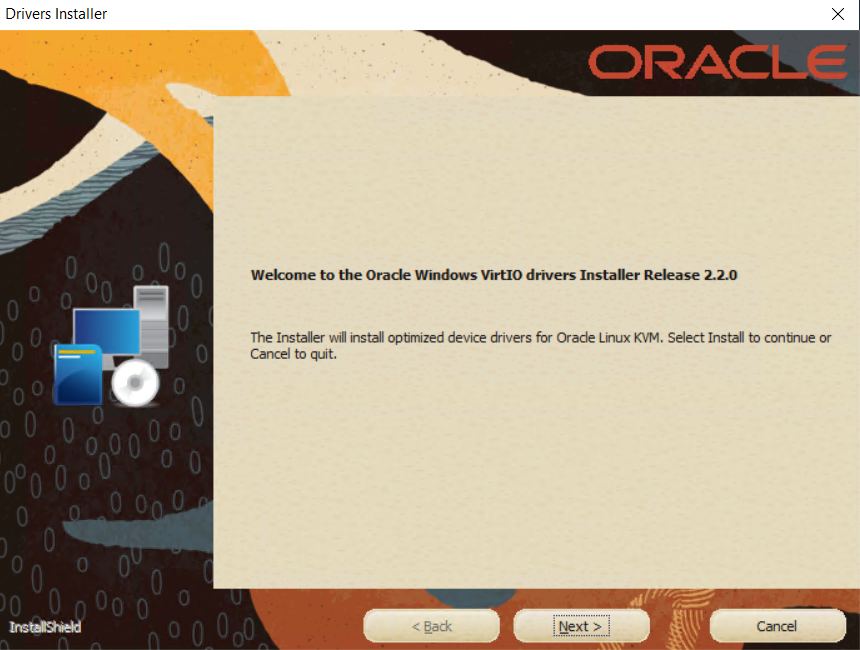 Drivers Installer
ORACLE
Welcome to the Oracle Windows VirtIO drivers Installer Release 2.2.0
The Installer will install optimized device drivers for Oracle Linux KVM. Select Install to continue or
Cancel to quit.
InstallShield
< Back
Next >
Cancel